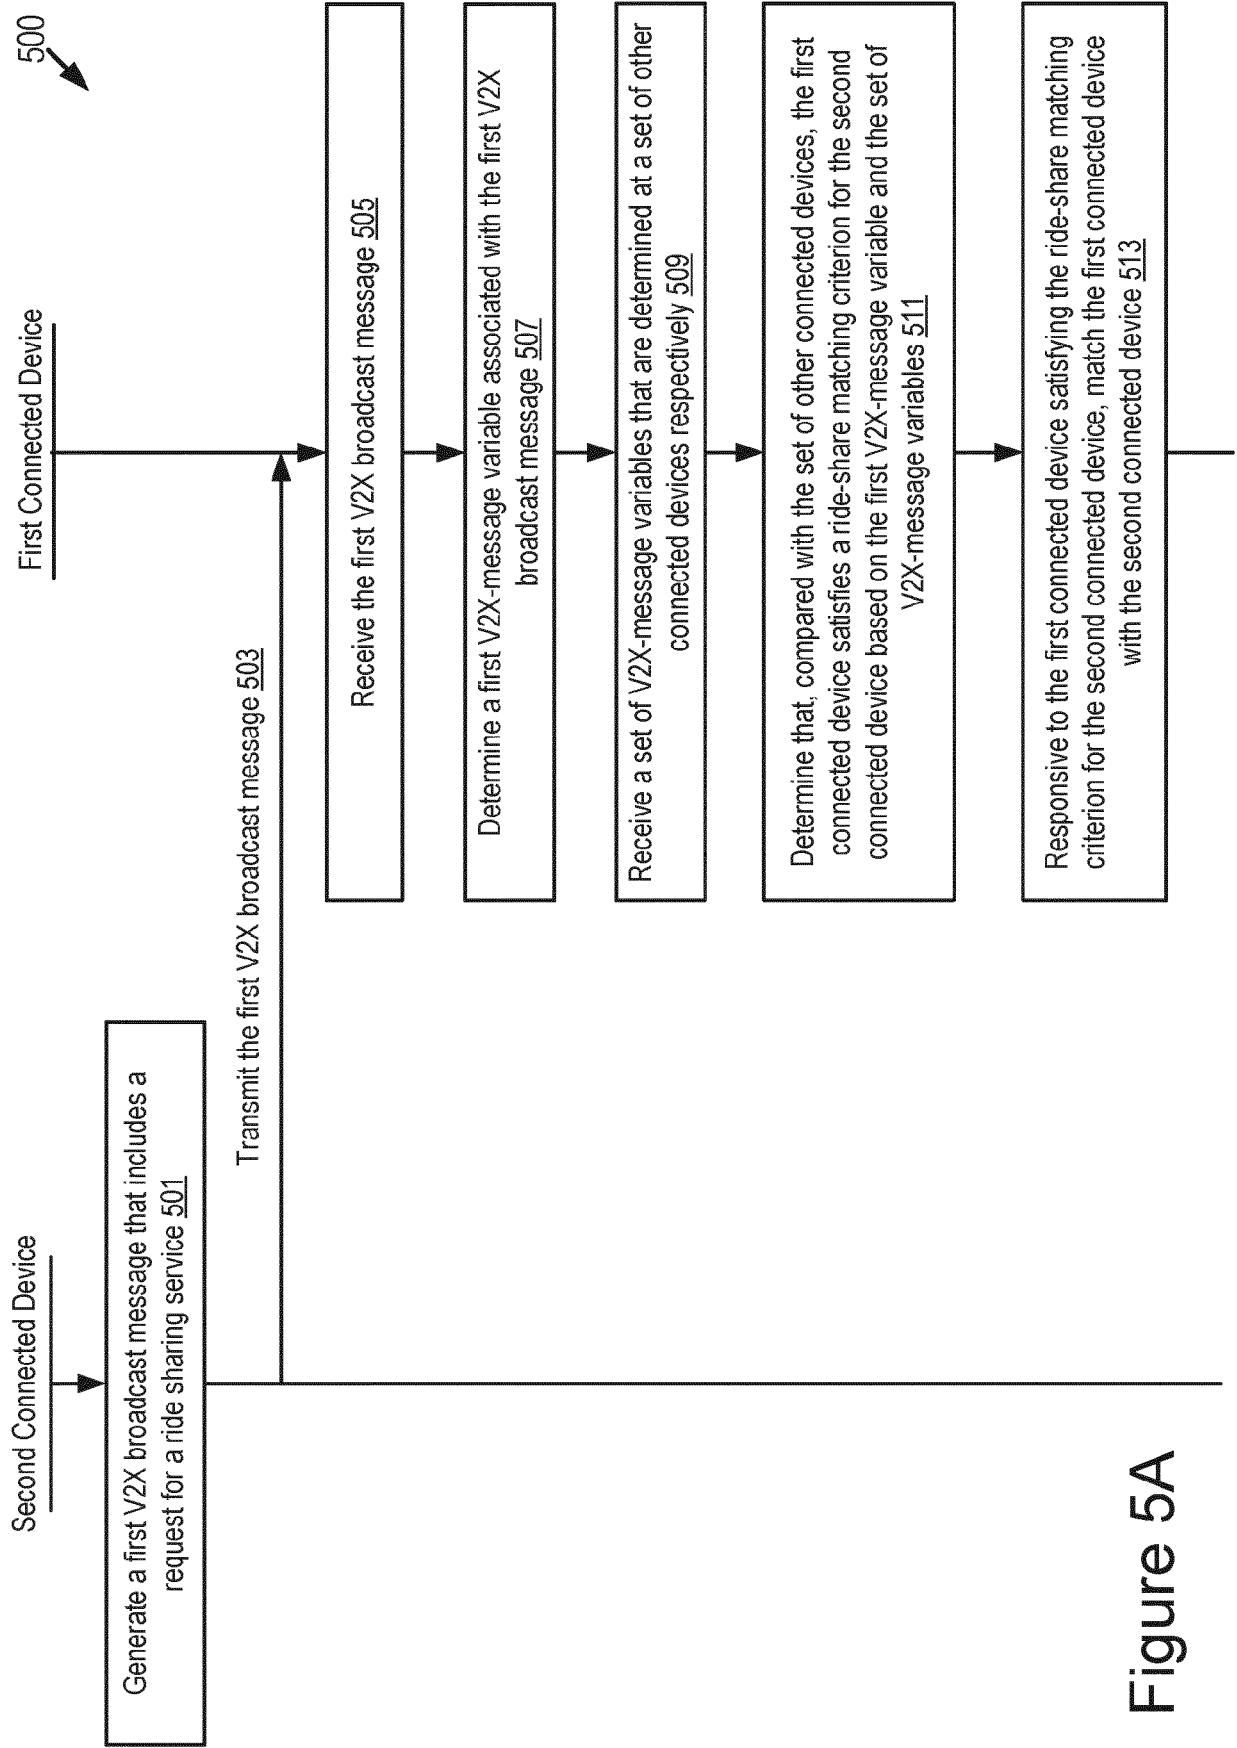 500
Second Connected Device
First Connected Device
Generate a first V2X broadcast message that includes a
request for a ride sharing service 501
Transmit the first V2X broadcast message 503
Receive the first V2X broadcast message 505
Determine a first V2X-message variable associated with the first V2X
broadcast message 507
Receive a set of V2X-message variables that are determined at a set of other
connected devices respectively 509
Determine that, compared with the set of other connected devices, the first
connected device satisfies a ride-share matching criterion for the second
connected device based on the first V2X-message variable and the set of
V2X-message variables 511
Responsive to the first connected device satisfying the ride-share matching
criterion for the second connected device, match the first connected device
with the second connected device 513
Figure 5A